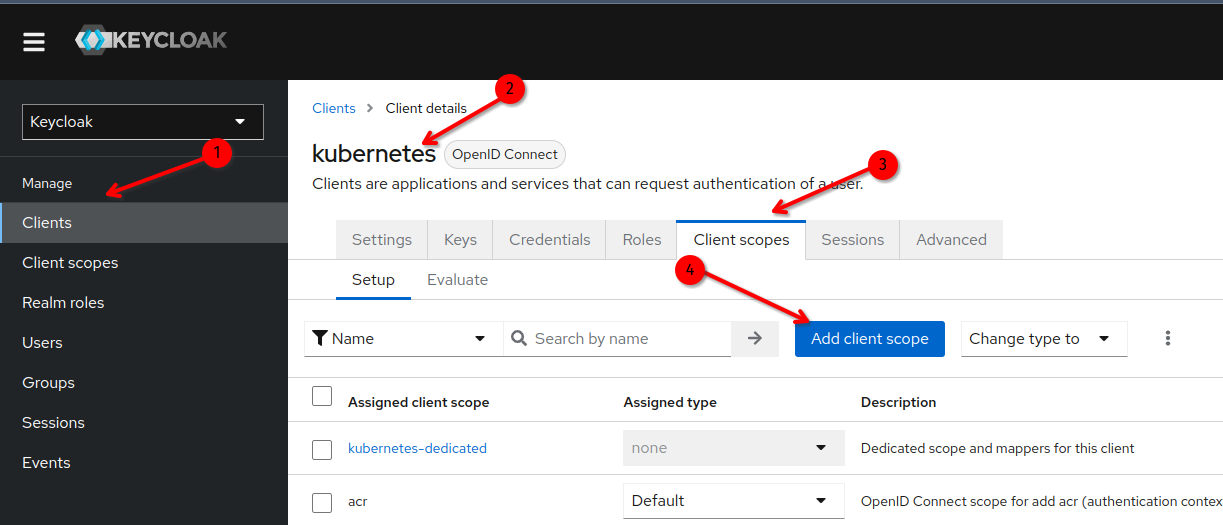 KEYCLOAK
Keycloak
Manage
Clients
Client scopes
Realm roles
Users
Groups
Sessions
Events
1
2
3
4
Clients > Client details
kubernetes OpenID Connect
Clients are applications and services that can request authentication of a user.
Settings Keys Credentials Roles Client scopes Sessions Advanced
Setup Evaluate
Name Search by name Add client scope Change type to
Assigned client scope Assigned type Description
kubernetes-dedicated none Dedicated scope and mappers for this client
acr Default OpenID Connect scope for add acr (authentication contex